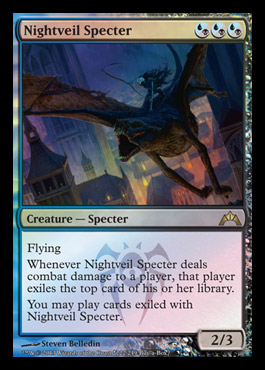 Nightveil Specter
Creature — Specter
Flying
Whenever Nightveil Specter deals
combat damage to a player, that player
exiles the top card of his or her library.
You may play cards exiled with
Nightveil Specter.
2/3
Steven Belledin